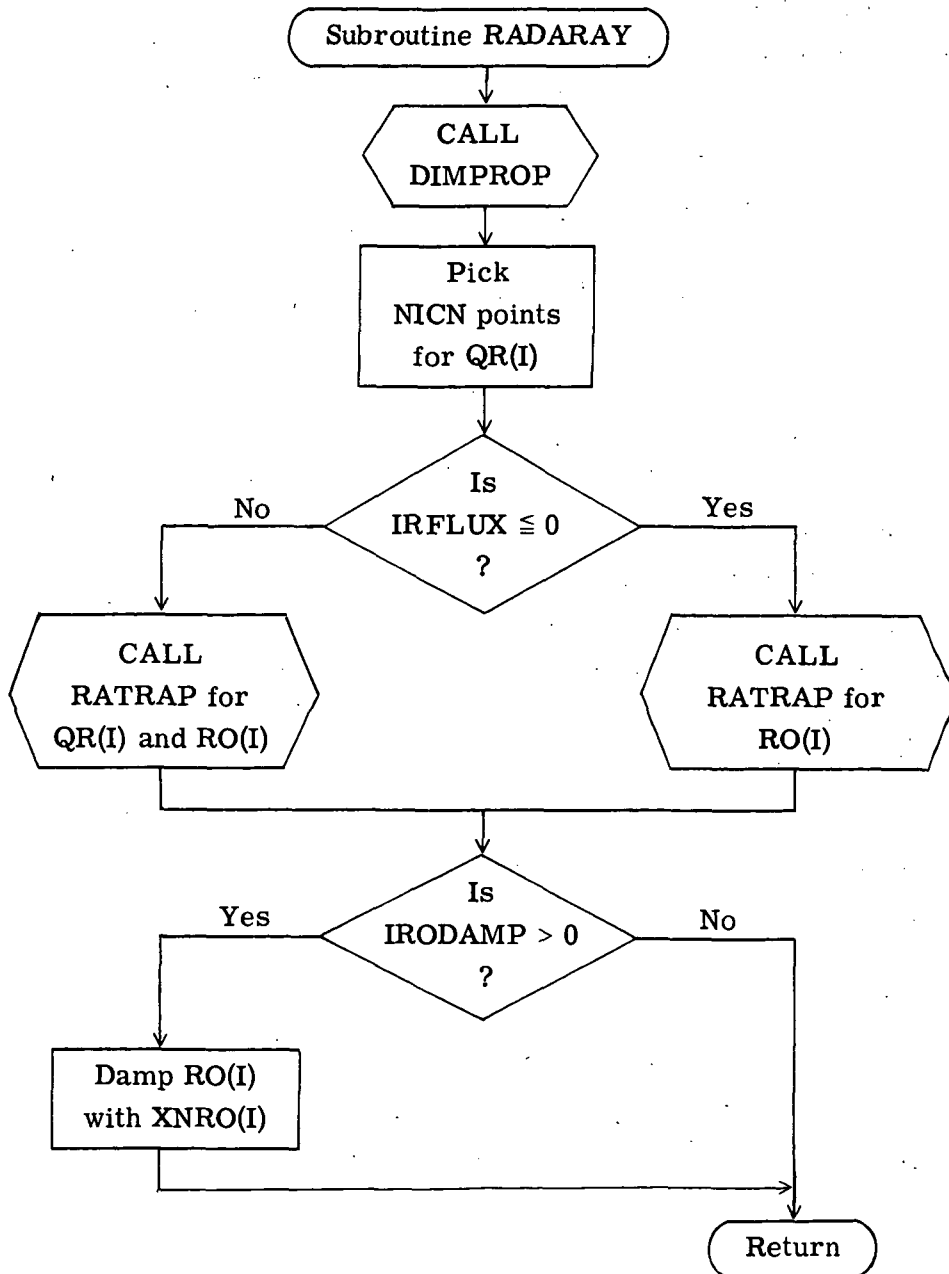 Subroutine RADARAY
CALL
DIMPROP
Pick
NICN points
for QR(I)
Is
IRFLUX ≦ 0
?
No
Yes
CALL
RATRAP for
QR(I) and RO(I)
CALL
RATRAP for
RO(I)
Is
IRODAMP > 0
?
Yes
No
Damp RO(I)
with XNRO(I)
Return